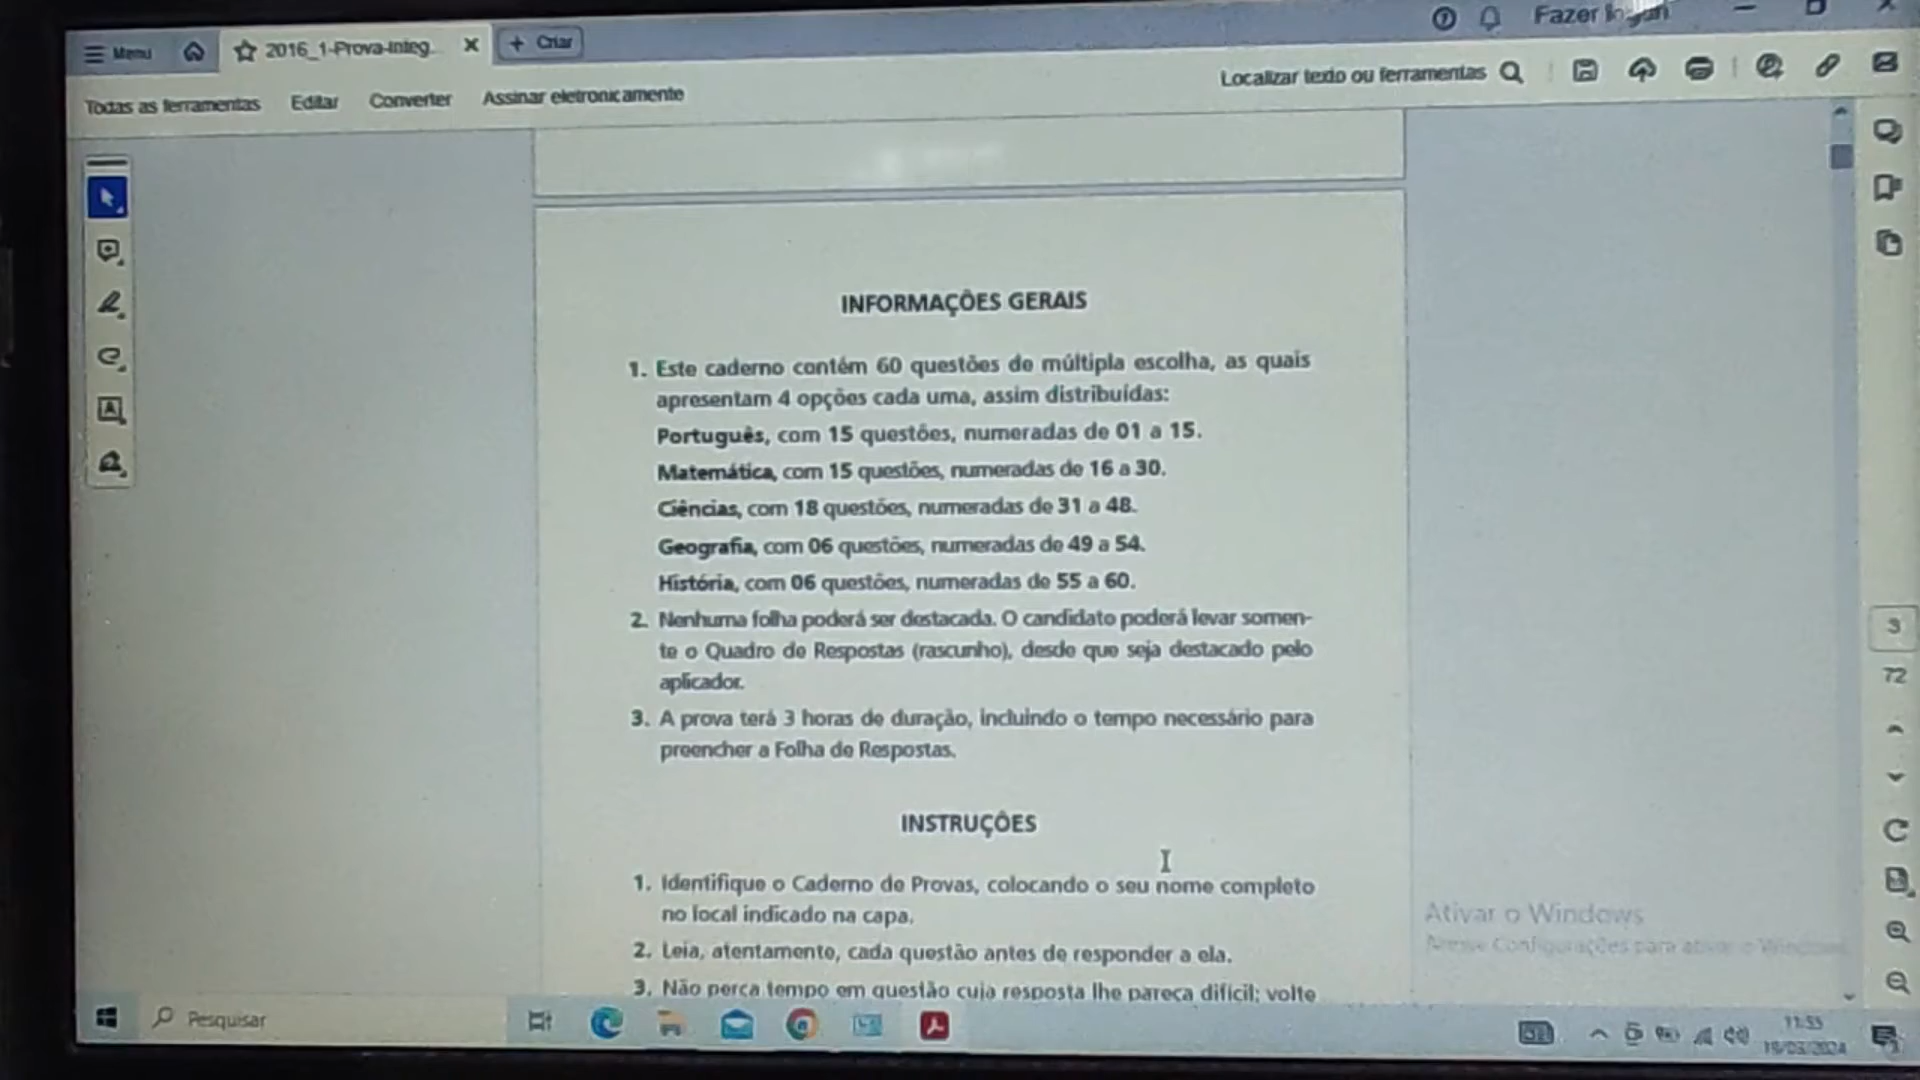 Fazer
Menu
2016_1-Prova-Integ...
+ Criar
Todas as ferramentas
Editar
Converter
Assinar eletronicamente
Localizar texto ou ferramentas
INFORMAÇÕES GERAIS
1. Este caderno contém 60 questões de múltipla escolha, as quais
apresentam 4 opções cada uma, assim distribuídas:
Português, com 15 questões, numeradas de 01 a 15.
Matemática, com 15 questões, numeradas de 16 a 30.
Ciências, com 18 questões, numeradas de 31 a 48.
Geografia, com 06 questões, numeradas de 49 a 54.
História, com 06 questões, numeradas de 55 a 60.
2. Nenhuma folha poderá ser destacada. O candidato poderá levar somen-
te o Quadro de Respostas (rascunho), desde que seja destacado pelo
aplicador.
3. A prova terá 3 horas de duração, incluindo o tempo necessário para
preencher a Folha de Respostas.
INSTRUÇÕES
1. Identifique o Caderno de Provas, colocando o seu nome completo
no local indicado na capa.
2. Leia, atentamente, cada questão antes de responder a ela.
3. Não perca tempo em questão cuja resposta lhe pareça difícil; volte
3
72
Ativar o Windows
Acesse Configurações para ativar o Windows.
Pesquisar
11:55